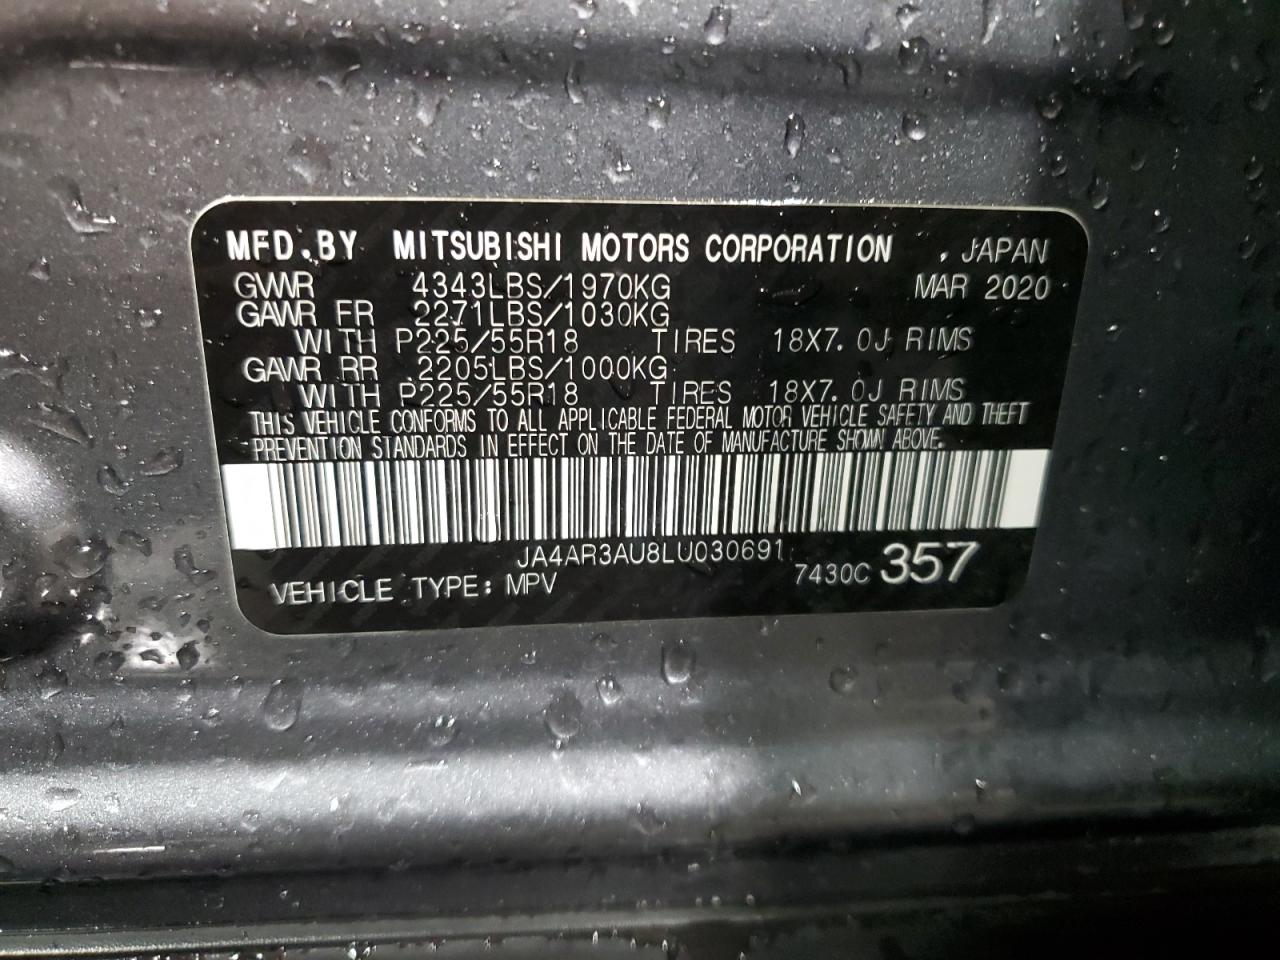 MFD.BY MITSUBISHI MOTORS CORPORATION , JAPAN
GVWR 4343LBS/1970KG MAR 2020
GAWR FR 2271LBS/1030KG
WITH P225/55R18 TIRES 18X7.0J RIMS
GAWR RR 2205LBS/1000KG
WITH P225/55R18 TIRES 18X7.0J RIMS
THIS VEHICLE CONFORMS TO ALL APPLICABLE FEDERAL MOTOR VEHICLE SAFETY AND THEFT
PREVENTION STANDARDS IN EFFECT ON THE DATE OF MANUFACTURE SHOWN ABOVE.
JA4AR3AU8LU030691
VEHICLE TYPE: MPV 7430C 357